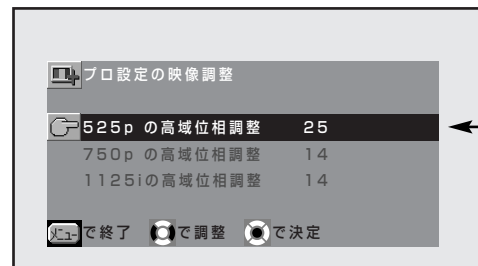 プロ設定の映像調整
525p の高域位相調整 25
750p の高域位相調整 14
1125iの高域位相調整 14
メニューで終了 で調整 で決定